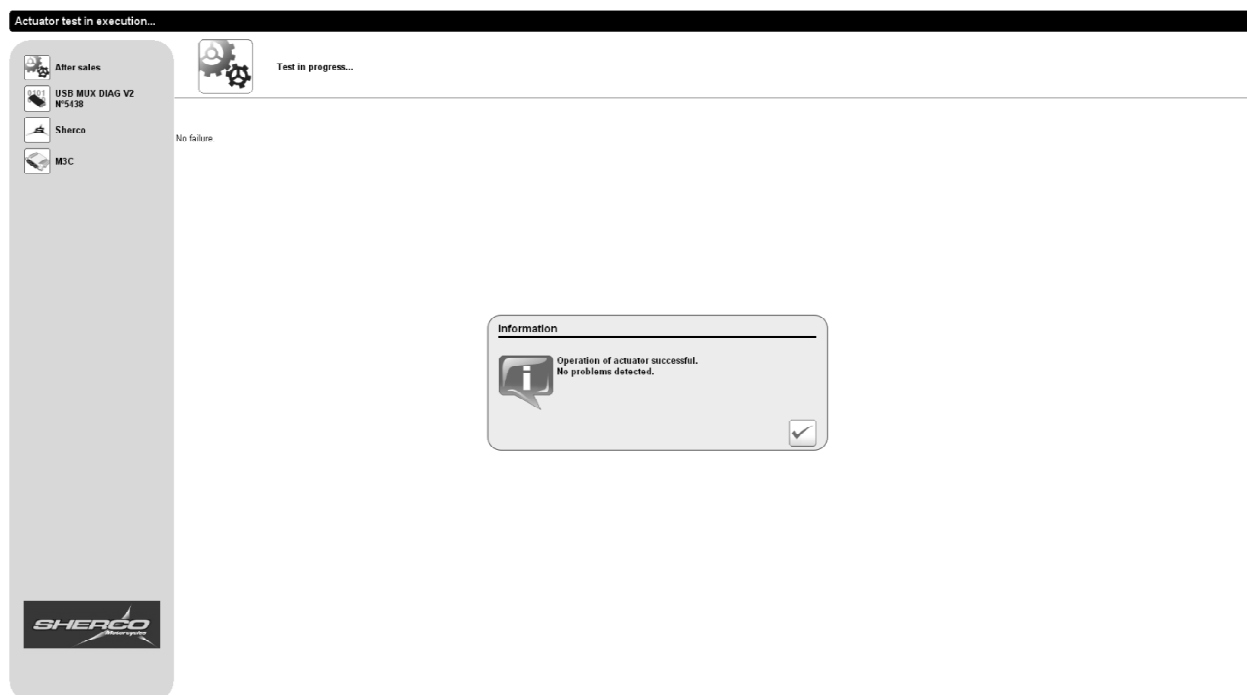 Actuator test in execution...
After sales
USB MUX DIAG V2
N°5438
Sherco
M3C
Test in progress...
No failure
Information
Operation of actuator successful.
No problems detected.
SHERCO
Motorcycles